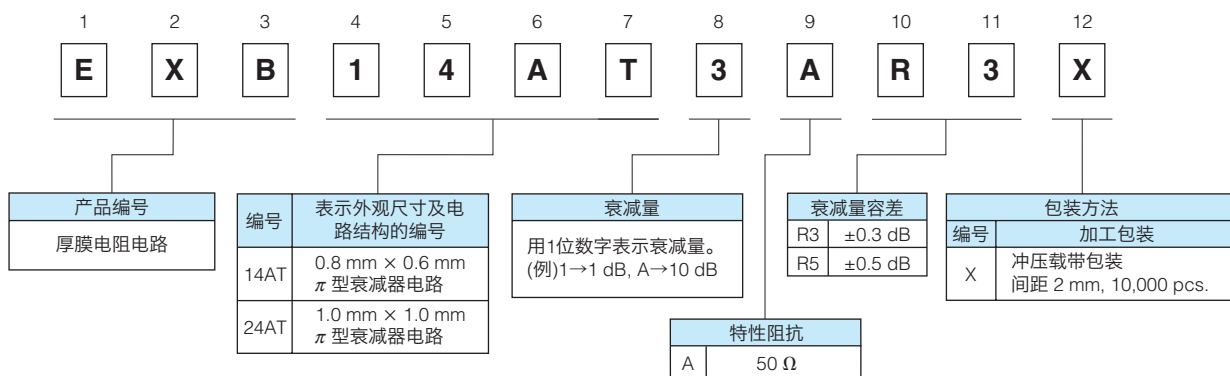 1 2 3 4 5 6 7 8 9 10 11 12
E X B 1 4 A T 3 A R 3 X
产品编号
厚膜电阻电路
编号 表示外观尺寸及电
路结构的编号
14AT 0.8 mm × 0.6 mm
π 型衰减器电路
24AT 1.0 mm × 1.0 mm
π 型衰减器电路
衰减量
用1位数字表示衰减量。
(例)1→1 dB, A→10 dB
特性阻抗
A 50 Ω
衰减量容差
R3 ±0.3 dB
R5 ±0.5 dB
包装方法
编号 加工包装
X 冲压载带包装
间距 2 mm, 10,000 pcs.